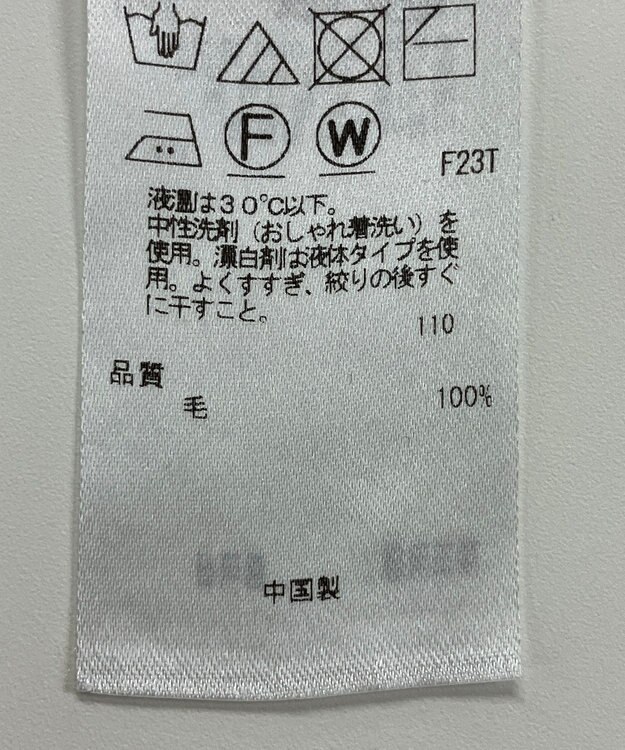 F W
F23T
液温は30℃以下。
中性洗剤（おしゃれ着洗い）を
使用。漂白剤は液体タイプを使
用。よくすすぎ、絞りの後すぐ
に干すこと。
110
品質
毛 100%
中国製